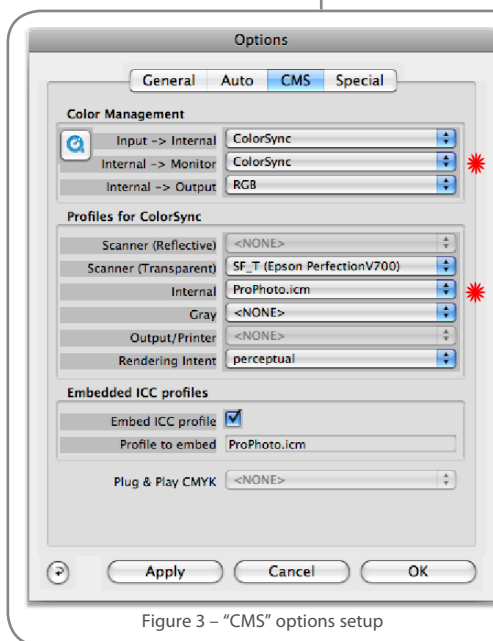 Options
General Auto CMS Special
Color Management
Input -> Internal ColorSync
Internal -> Monitor ColorSync
Internal -> Output RGB
Profiles for ColorSync
Scanner (Reflective) <NONE>
Scanner (Transparent) SF_T (Epson PerfectionV700)
Internal ProPhoto.icm
Gray <NONE>
Output/Printer <NONE>
Rendering Intent perceptual
Embedded ICC profiles
Embed ICC profile
Profile to embed ProPhoto.icm
Plug & Play CMYK <NONE>
Apply Cancel OK
Figure 3 – “CMS” options setup